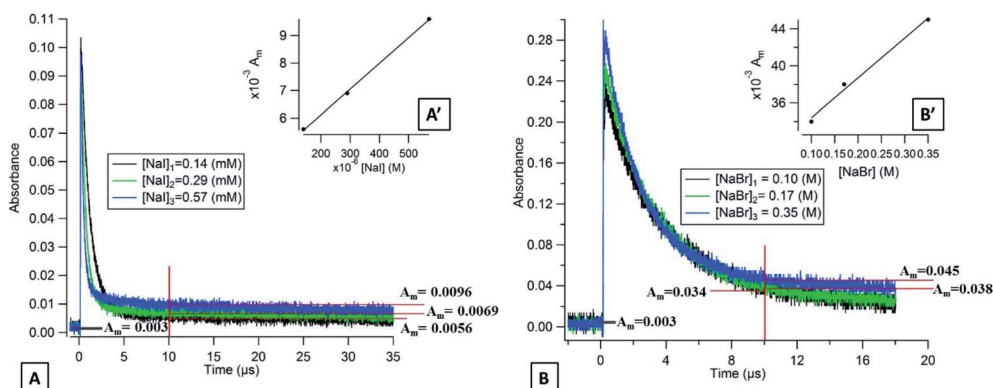 A
0.11
0.10
0.09
0.08
0.07
0.06
0.05
0.04
0.03
0.02
0.01
0.00
Absorbance
0
5
10
15
20
25
30
35
Time (µs)
[NaI]₁=0.14 (mM)
[NaI]₂=0.29 (mM)
[NaI]₃=0.57 (mM)
Aₘ= 0.003
Aₘ= 0.0096
Aₘ= 0.0069
Aₘ= 0.0056
x10⁻³ Aₘ
9
8
7
6
200
300
400
500
x10⁻⁶ [NaI] (M)
A'
B
0.28
0.24
0.20
0.16
0.12
0.08
0.04
0.00
Absorbance
0
4
8
12
16
20
Time (µs)
[NaBr]₁ = 0.10 (M)
[NaBr]₂ = 0.17 (M)
[NaBr]₃ = 0.35 (M)
Aₘ=0.003
Aₘ=0.034
Aₘ=0.045
Aₘ=0.038
x10⁻³ Aₘ
44
40
36
0.10
0.15
0.20
0.25
0.30
0.35
[NaBr] (M)
B'